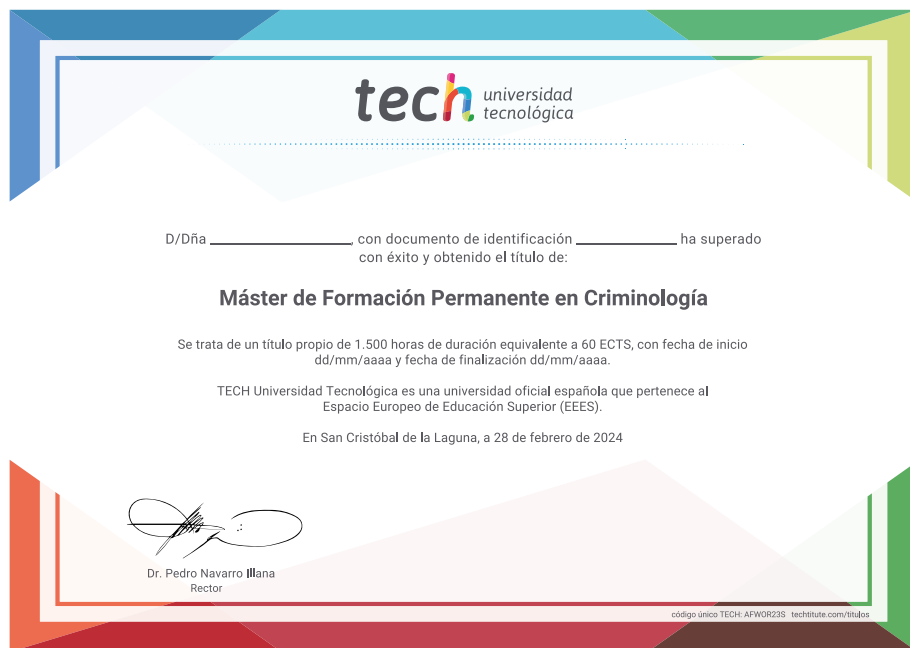 tech universidad
tecnológica
D/Dña ________________, con documento de identificación ____________ ha superado
con éxito y obtenido el título de:
Máster de Formación Permanente en Criminología
Se trata de un título propio de 1.500 horas de duración equivalente a 60 ECTS, con fecha de inicio
dd/mm/aaaa y fecha de finalización dd/mm/aaaa.
TECH Universidad Tecnológica es una universidad oficial española que pertenece al
Espacio Europeo de Educación Superior (EEES).
En San Cristóbal de la Laguna, a 28 de febrero de 2024
Dr. Pedro Navarro Illana
Rector
código único TECH: AFWOR23S techtitute.com/titulos